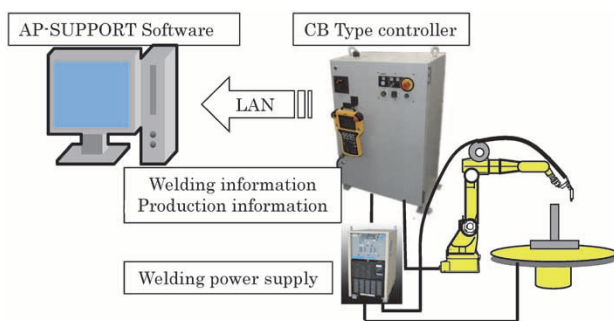 AP-SUPPORT Software
CB Type controller
LAN
Welding information
Production information
Welding power supply